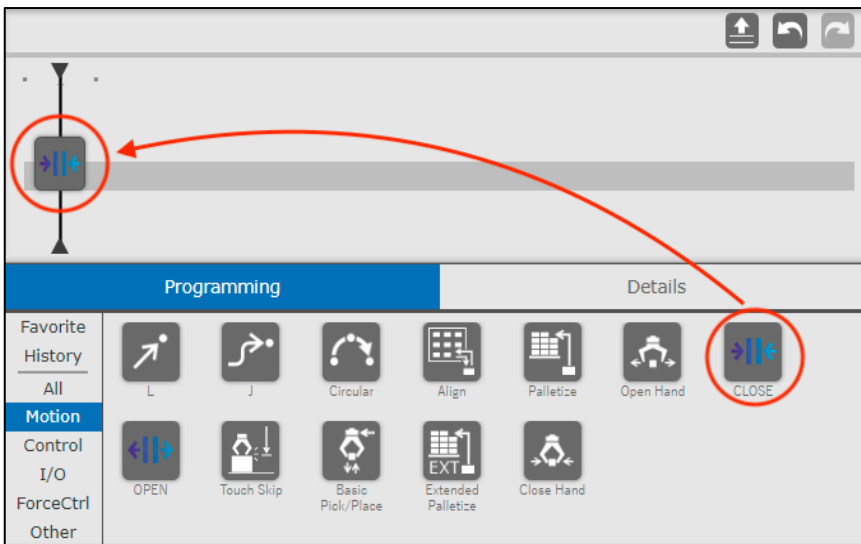 Programming
Details
Favorite
History
All
Motion
Control
I/O
ForceCtrl
Other
L
J
Circular
Align
Palletize
Open Hand
CLOSE
OPEN
Touch Skip
Basic
Pick/Place
EXT
Extended
Palletize
Close Hand